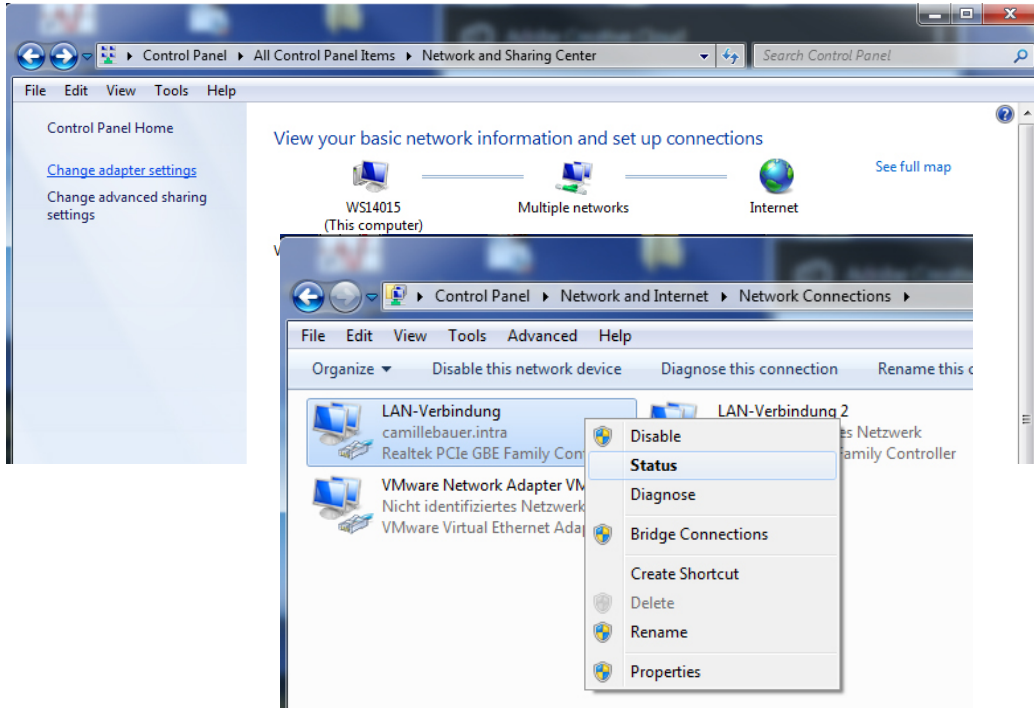 Adobe Creative Cloud
Control Panel All Control Panel Items Network and Sharing Center
Search Control Panel
File Edit View Tools Help
Control Panel Home
Change adapter settings
Change advanced sharing
settings
View your basic network information and set up connections
See full map
WS14015
(This computer)
Multiple networks
Internet
Control Panel Network and Internet Network Connections
File Edit View Tools Advanced Help
Organize Disable this network device Diagnose this connection Rename this
LAN-Verbindung
camillebauer.intra
Realtek PCIe GBE Family
LAN-Verbindung 2
Netzwerk
Family Controller
VMware Network Adapter
Nicht identifiziertes Netzwerk
VMware Virtual Ethernet
Disable
Status
Diagnose
Bridge Connections
Create Shortcut
Delete
Rename
Properties